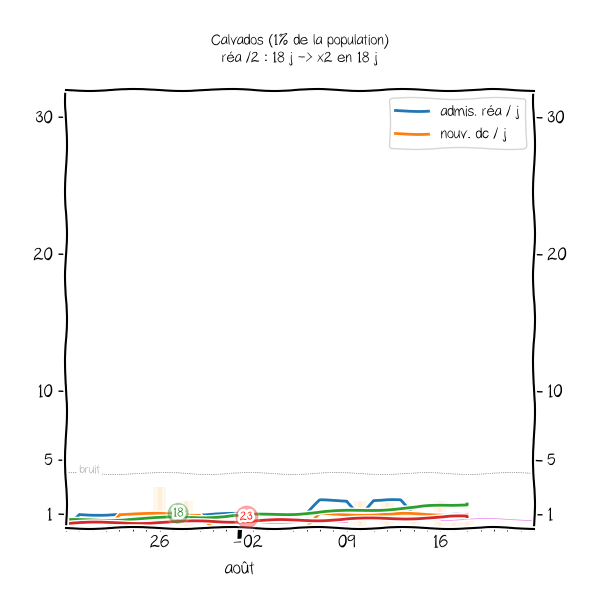 Calvados (1% de la population)
réa /2 : 18 j -> x2 en 18 j
admis. réa / j
nouv. dc / j
30
30
20
20
10
10
5
5
bruit
1
1
18
23
26
02
09
16
août